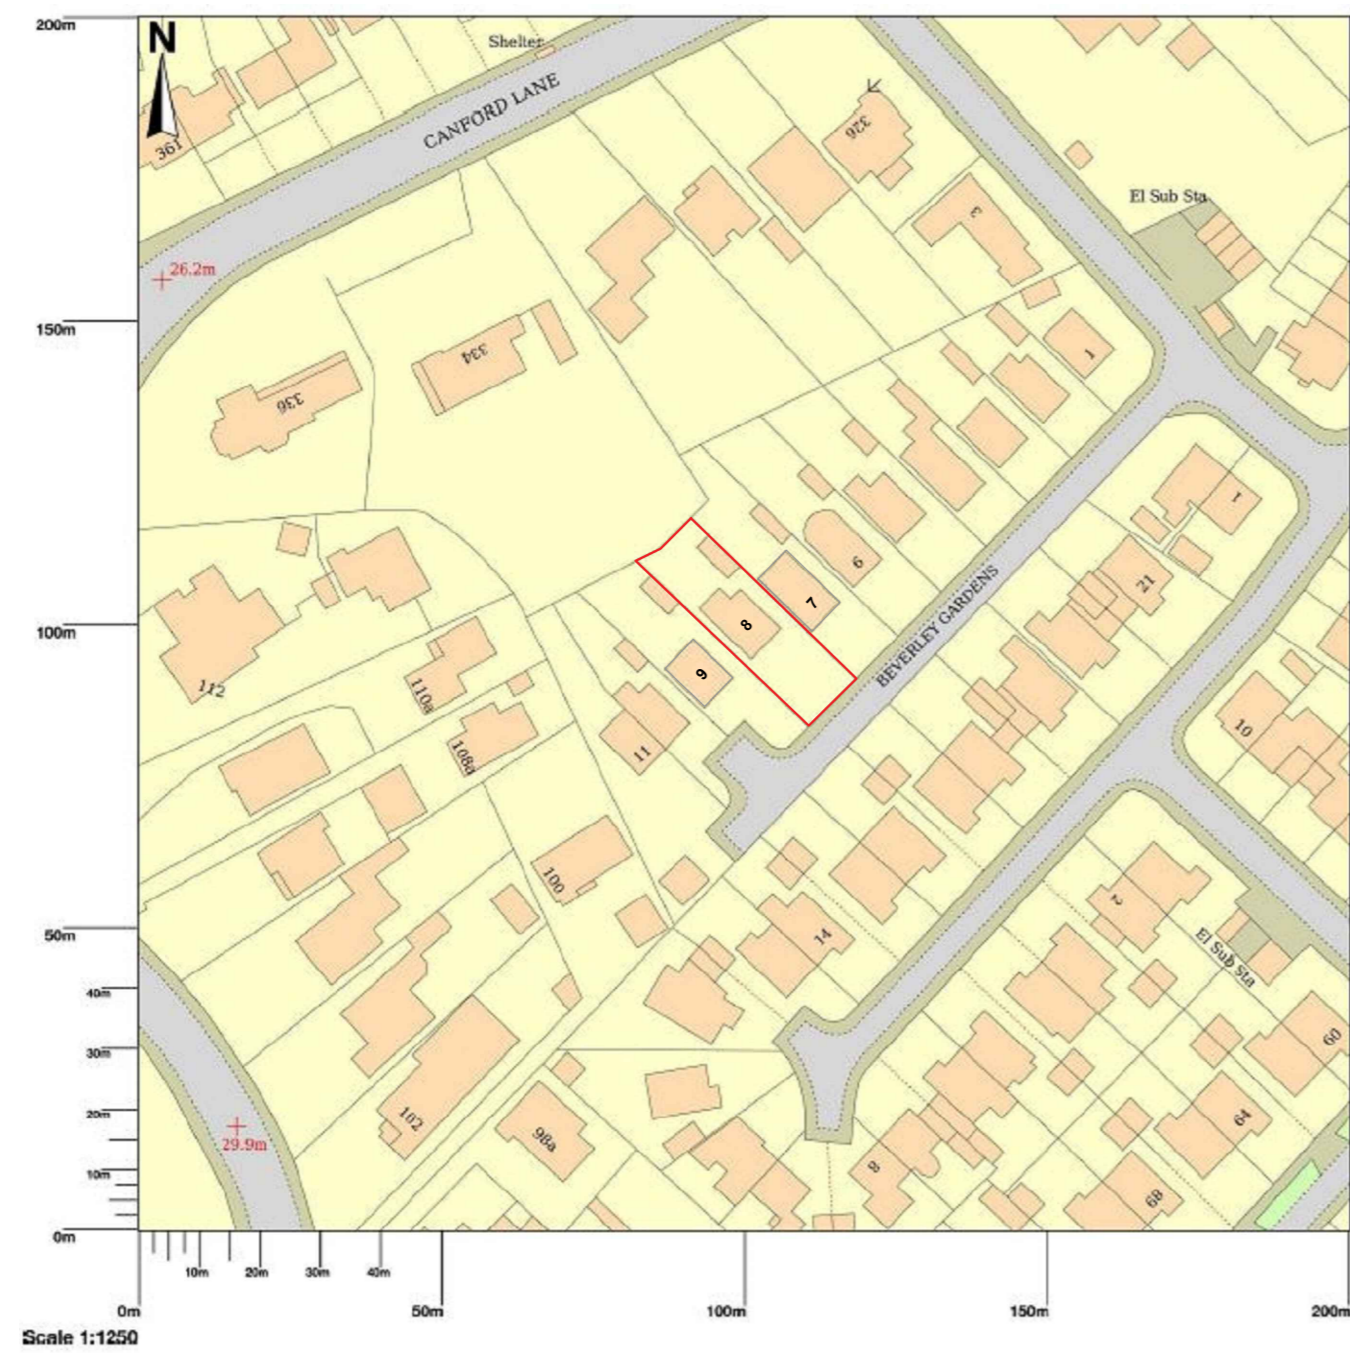 200m
N
Shelter
CANFORD LANE
361
326
3
El Sub Sta
26.2m
150m
334
336
1
1
6
21
7
8
BEVERLEY GARDENS
100m
9
112
110a
108a
11
10
100
2
50m
14
El Sub Sta
40m
30m
60
20m
102
98a
64
29.9m
10m
8
68
0m
10m
20m
30m
40m
0m
50m
100m
150m
200m
Scale 1:1250